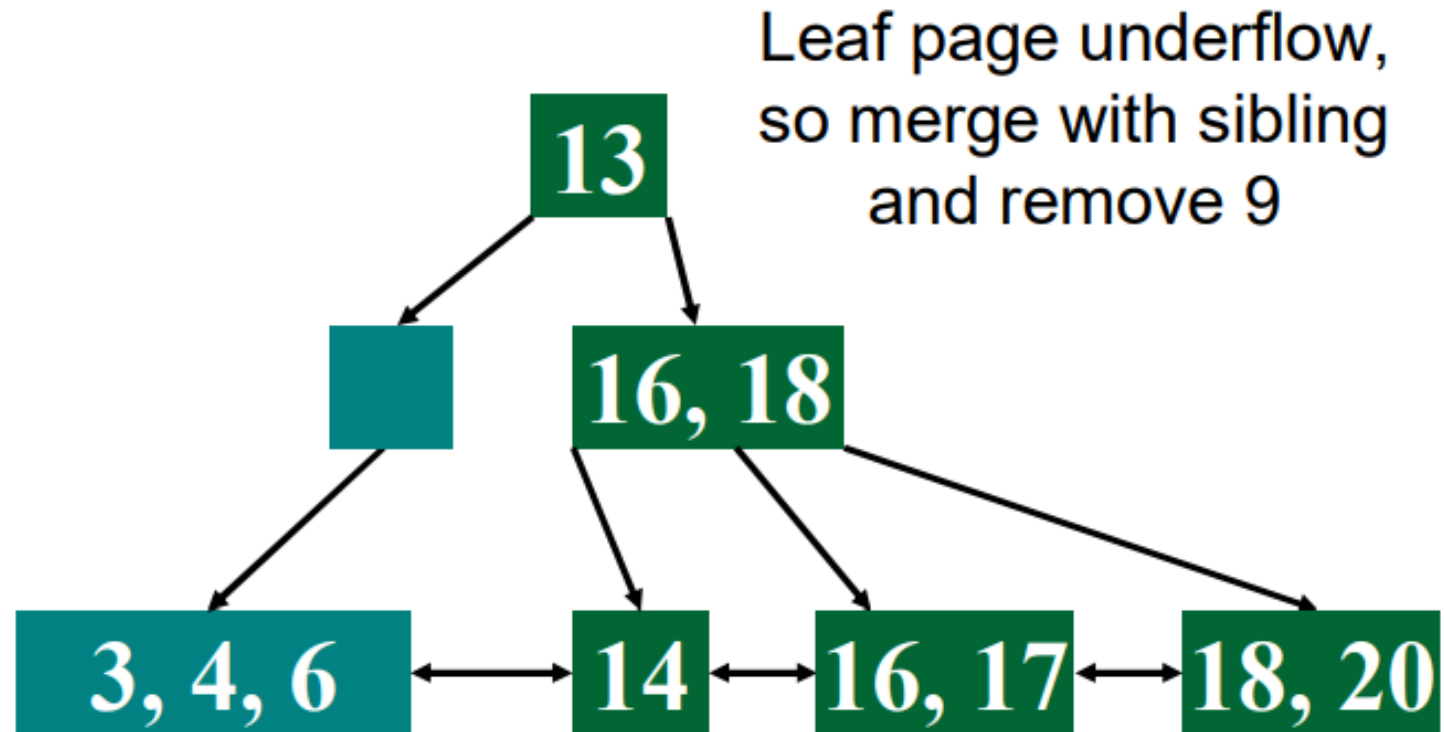 Leaf page underflow,
so merge with sibling
and remove 9
13
16, 18
3, 4, 6
14
16, 17
18, 20